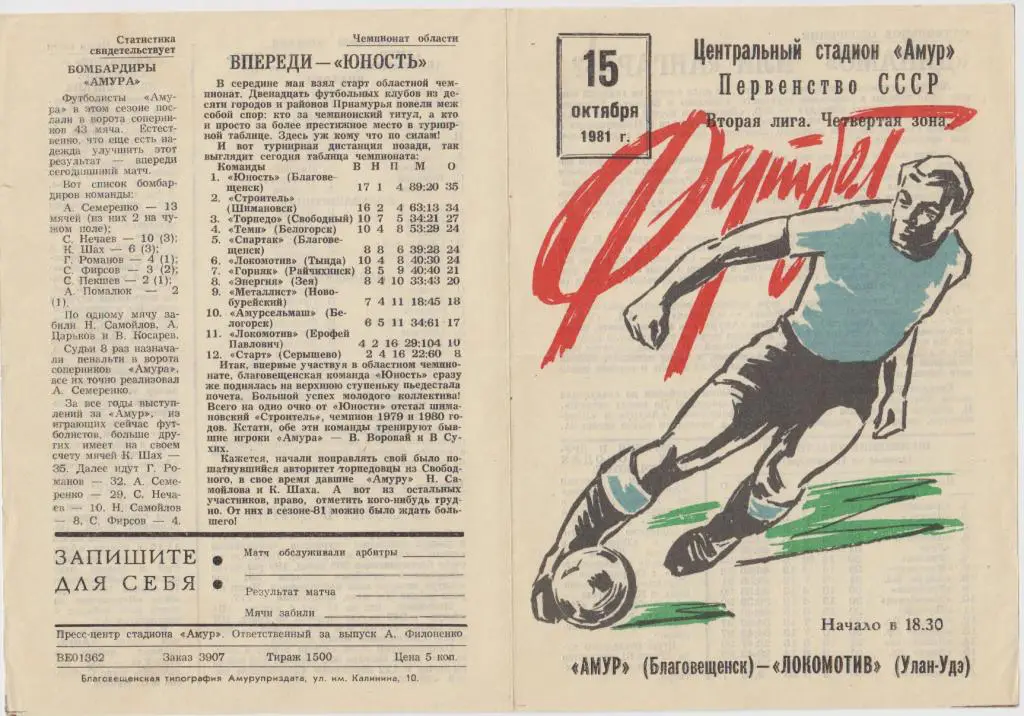 Статистика
свидетельствует
БОМБАРДИРЫ
«АМУРА»
Футболисты «Аму-
ра» в этом сезоне пос-
лали в ворота соперни-
ников 43 мяча. Естест-
венно, что еще есть на-
дежда улучшить этот
результат — впереди
сегодняшний матч.
Вот список бомбар-
диров команды:
А. Семеренко — 13
мячей (из них 2 на чу-
жом поле);
С. Нечаев — 10 (3);
К. Шах — 6 (3);
Г. Романов — 4 (1);
С. Фирсов — 3 (2);
С. Пекшев — 2 (1);
А. Помалюк — 2
(1).
По одному мячу за-
били Н. Самойлов, А.
Царьков и В. Косарев.
Судьи 8 раз назнача-
ли пенальти в ворота
соперников «Амура»,
все их точно реализовал
А. Семеренко.
За все годы выступ-
лений за «Амур», из
играющих сейчас фут-
болистов, больше дру-
гих имеет на своем
счету мячей К. Шах —
35. Далее идут Г. Ро-
манов — 32. А. Семе-
ренко — 29, С. Неча-
ев — 10. Н. Самойлов
— 8, С. Фирсов — 4.
Чемпионат области
ВПЕРЕДИ — «ЮНОСТЬ»
В середине мая взял старт областной чем-
пионат. Двенадцать футбольных клубов из де-
сяти городов и районов Приамурья повели меж
собой спор: кто за чемпионский титул, а кто
и просто за более престижное место в турнир-
ной таблице. Здесь уж кому что по силам!
И вот турнирная дистанция позади, так
выглядит сегодня таблица чемпионата:
Команды В Н П М О
1. «Юность» (Благове-
щенск) 17 1 4 89:20 35
2. «Строитель»
(Шимановск) 16 2 4 63:13 34
3. «Торпедо» (Свободный) 10 7 5 34:21 27
4. «Темп» (Белогорск) 10 4 8 53:29 24
5. «Спартак» (Благове-
щенск) 8 8 6 39:28 24
6. «Локомотив» (Тында) 10 4 8 40:30 24
7. «Горняк» (Райчихинск) 8 5 9 40:40 21
8. «Энергия» (Зея) 8 4 10 33:43 20
9. «Металлист» (Ново-
бурейский) 7 4 11 18:45 18
10. «Амурсельмаш» (Бе-
логорск) 6 5 11 34:61 17
11. «Локомотив» (Ерофей
Павлович) 4 2 16 29:104 10
12. «Старт» (Серышево) 2 4 16 22:60 8
Итак, впервые участвуя в областном чемпио-
нате, благовещенская команда «Юность» сразу
же поднялась на верхнюю ступеньку пьедестала
почета. Большой успех молодого коллектива!
Всего на одно очко от «Юности» отстал шима-
новский «Строитель», чемпион 1979 и 1980 го-
дов. Кстати, обе эти команды тренируют быв-
шие игроки «Амура» — В. Воропай и В Су-
хих.
Кажется, начали поправлять свой было по-
шатнувшийся авторитет торпедовцы из Свобод-
ного, в свое время давшие «Амуру» Н. Са-
мойлова и К. Шаха. А вот из остальных
участников, право, отметить кого-нибудь труд-
но. От них в сезоне-81 можно было ждать боль-
шего!
ЗАПИШИТЕ
ДЛЯ СЕБЯ
Матч обслуживали арбитры
Результат матча
Мячи забили
Пресс-центр стадиона «Амур». Ответственный за выпуск А. Филоненко
ВЕ01362 Заказ 3907 Тираж 1500 Цена 5 коп.
Благовещенская типография Амуруприздата, ул. им. Калинина, 10.
15
октября
1981 г.
Центральный стадион «Амур»
Первенство СССР
Вторая лига. Четвертая зона
Футбол
Начало в 18.30
«АМУР» (Благовещенск)—«ЛОКОМОТИВ» (Улан-Удэ)